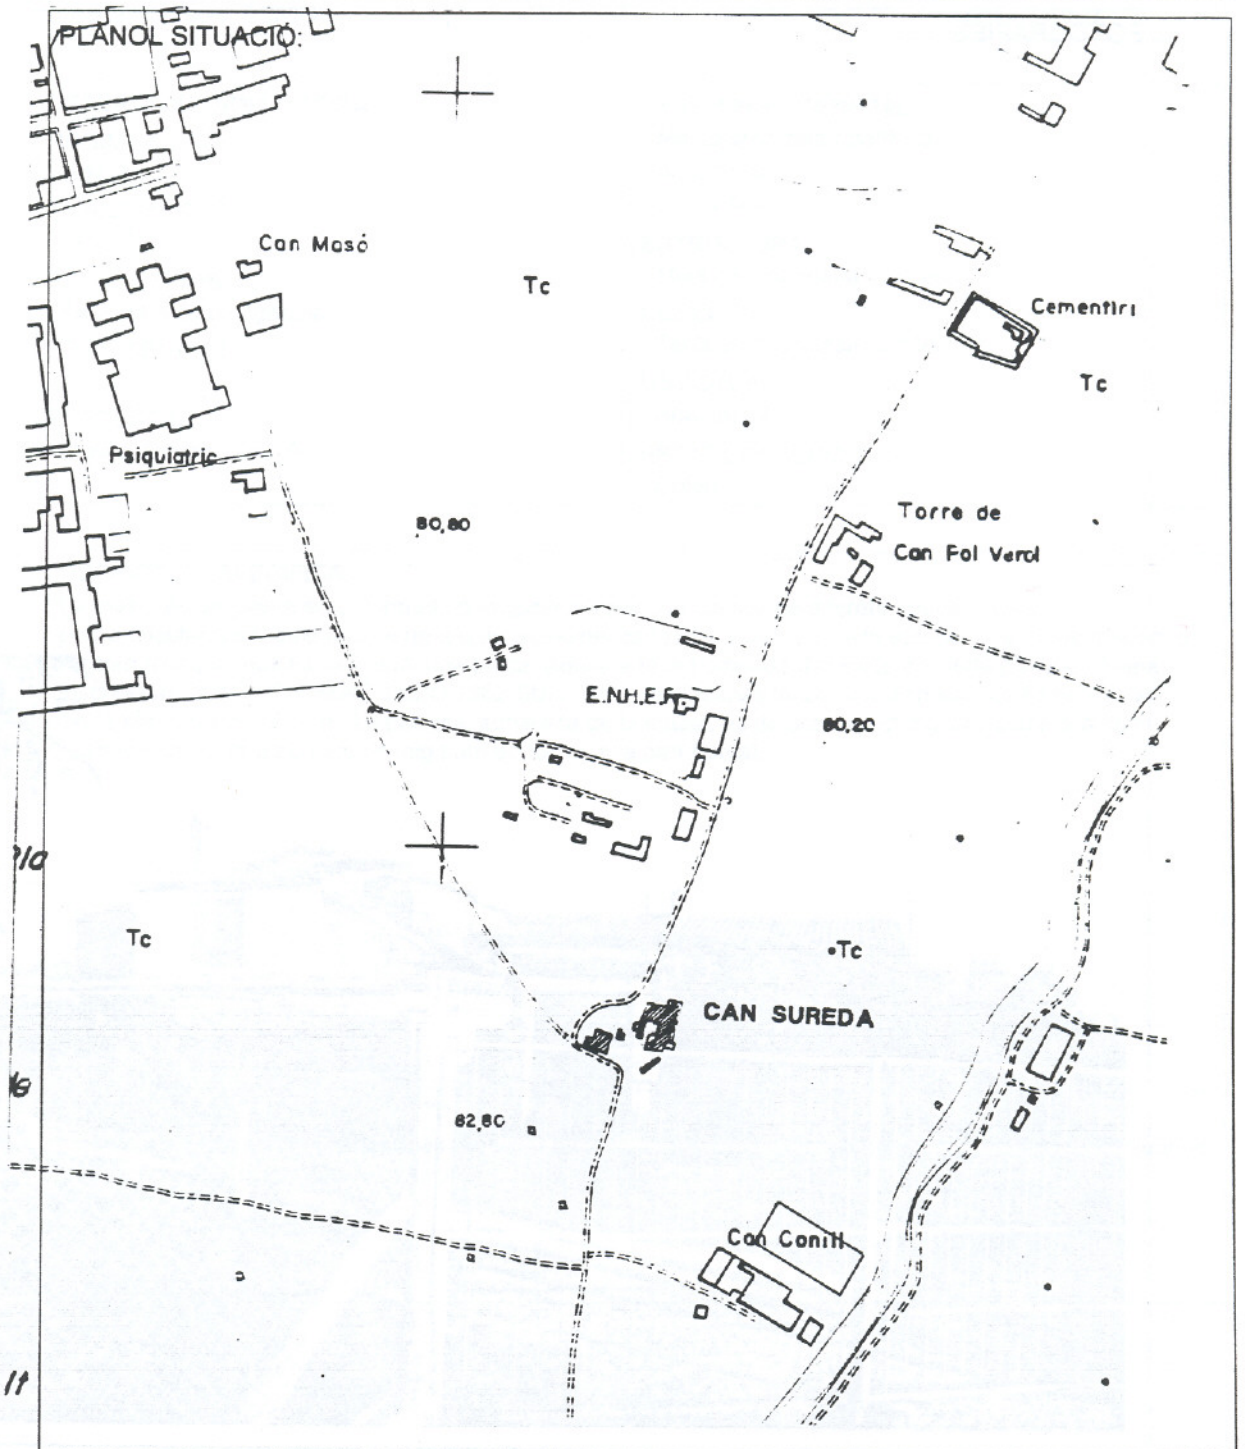 PLÀNOL SITUACIÓ:
Can Masó
Tc
Cementiri
Tc
Psiquiatric
80,80
Torre de
Can Fol Verol
E.N.H.E.F.
80,20
Tc
Tc
CAN SUREDA
82,80
Can Conill